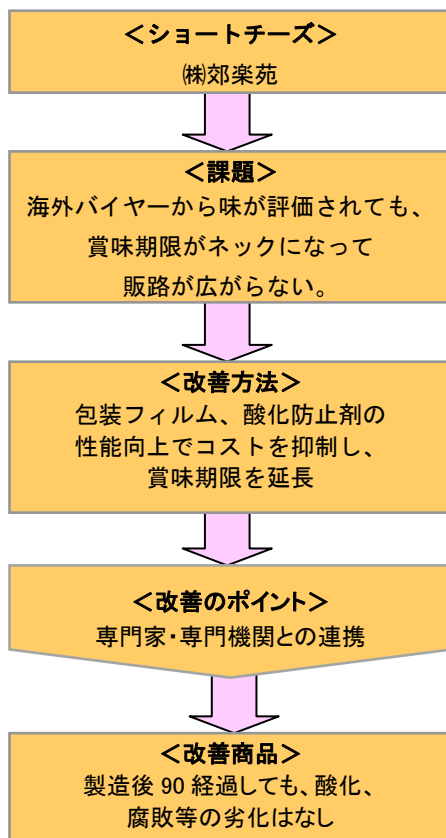 ＜ショートチーズ＞
㈱郊楽苑
＜課題＞
海外バイヤーから味が評価されても、
賞味期限がネックになって
販路が広がらない。
＜改善方法＞
包装フィルム、酸化防止剤の
性能向上でコストを抑制し、
賞味期限を延長
＜改善のポイント＞
専門家・専門機関との連携
＜改善商品＞
製造後 90 経過しても、酸化、
腐敗等の劣化はなし